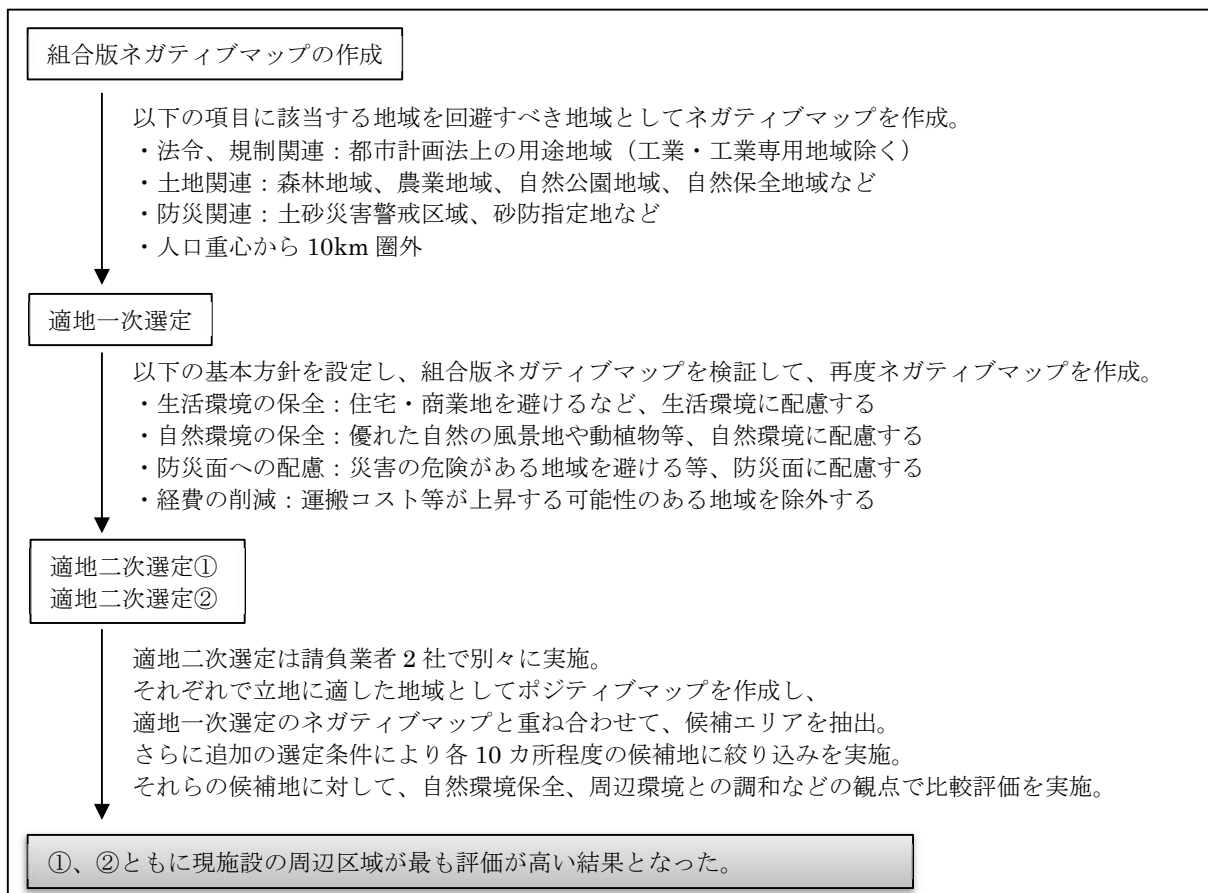 組合版ネガティブマップの作成
以下の項目に該当する地域を回避すべき地域としてネガティブマップを作成。
・法令、規制関連：都市計画法上の用途地域（工業・工業専用地域除く）
・土地関連：森林地域、農業地域、自然公園地域、自然保全地域など
・防災関連：土砂災害警戒区域、砂防指定地など
・人口重心から 10km 圏外
適地一次選定
以下の基本方針を設定し、組合版ネガティブマップを検証して、再度ネガティブマップを作成。
・生活環境の保全：住宅・商業地を避けるなど、生活環境に配慮する
・自然環境の保全：優れた自然の風景地や動植物等、自然環境に配慮する
・防災面への配慮：災害の危険がある地域を避ける等、防災面に配慮する
・経費の削減：運搬コスト等が上昇する可能性のある地域を除外する
適地二次選定①
適地二次選定②
適地二次選定は請負業者 2 社で別々に実施。
それぞれで立地に適した地域としてポジティブマップを作成し、
適地一次選定のネガティブマップと重ね合わせて、候補エリアを抽出。
さらに追加の選定条件により各 10 カ所程度の候補地に絞り込みを実施。
それらの候補地に対して、自然環境保全、周辺環境との調和などの観点で比較評価を実施。
①、②ともに現施設の周辺区域が最も評価が高い結果となった。